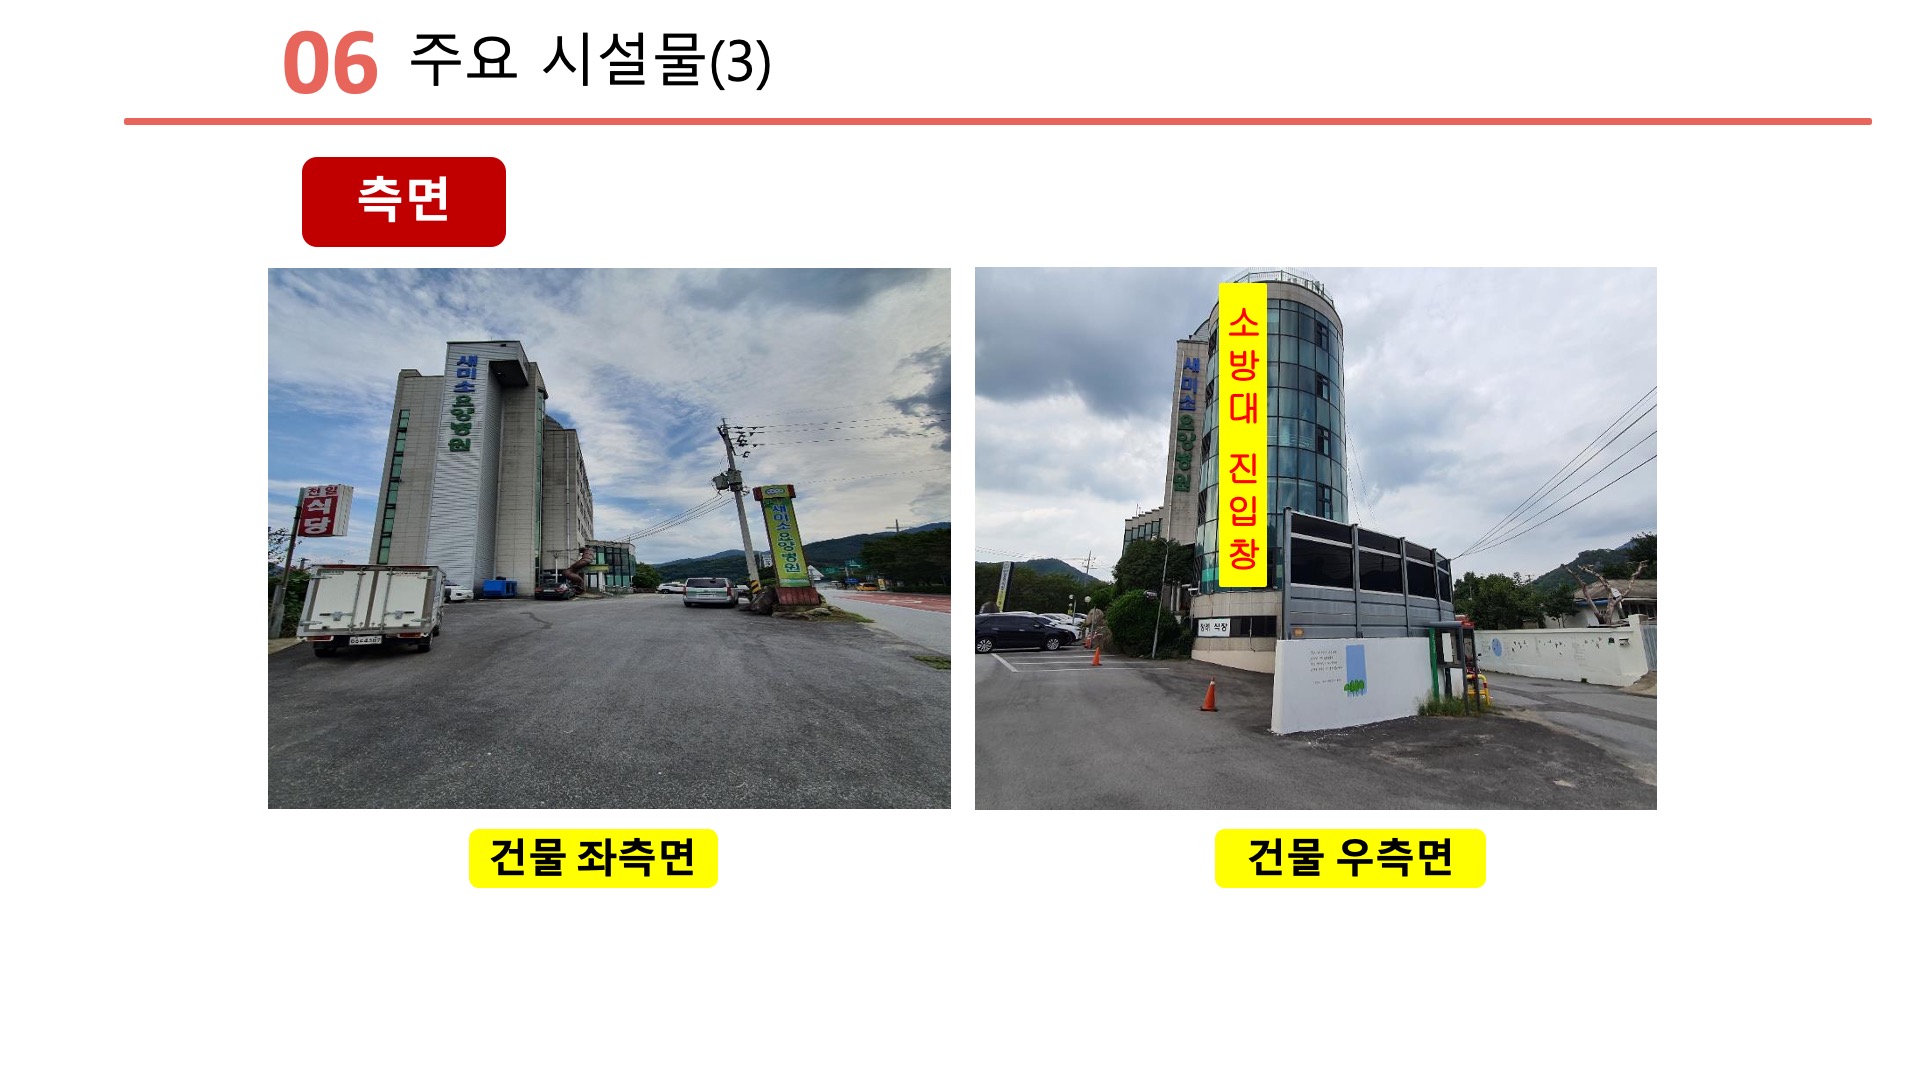 06 주요 시설물(3)
측면
새미소요양병원
천일
식당
새미소요양병원
새미소요양병원
소방대 진입창
건물 좌측면
건물 우측면